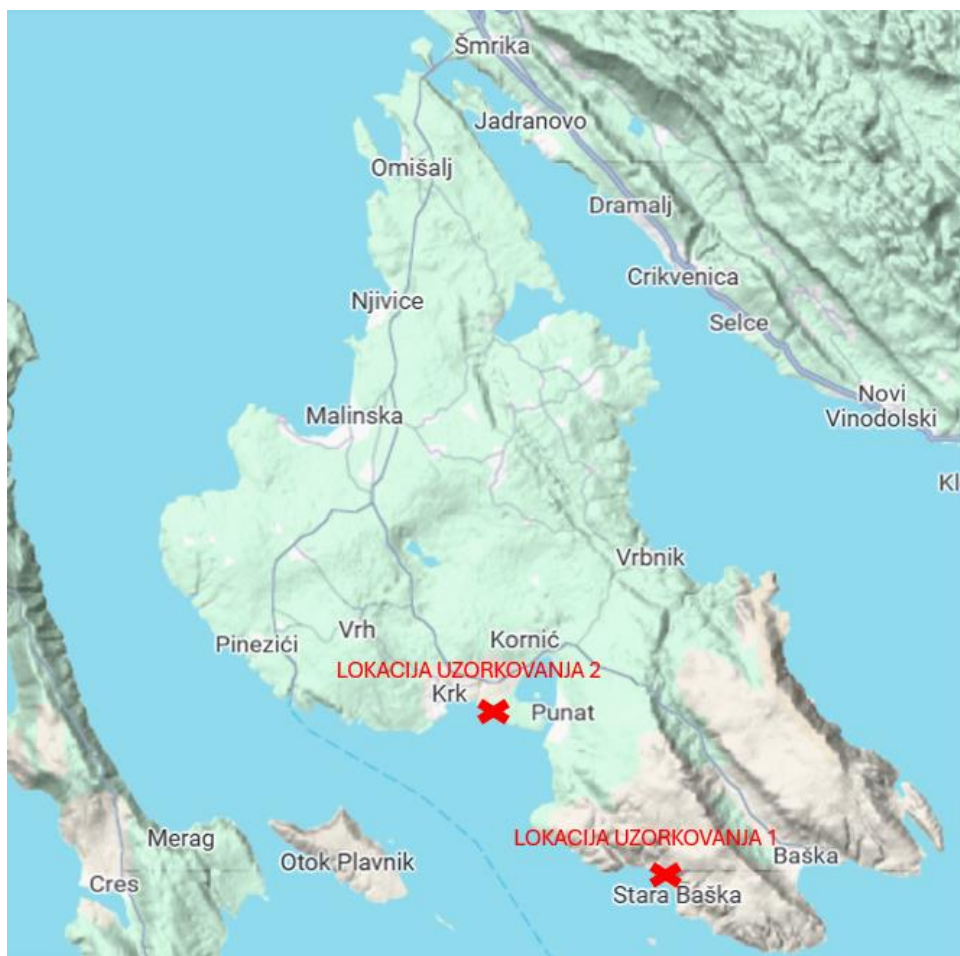 Šmrika
Jadranovo
Omišalj
Dramalj
Crikvenica
Njivice
Selce
Novi
Vinodolski
Malinska
Kl
Vrbnik
Vrh
Kornić
Pinezići
LOKACIJA UZORKOVANJA 2
Krk
Punat
LOKACIJA UZORKOVANJA 1
Merag
Otok Plavnik
Baška
Cres
Stara Baška